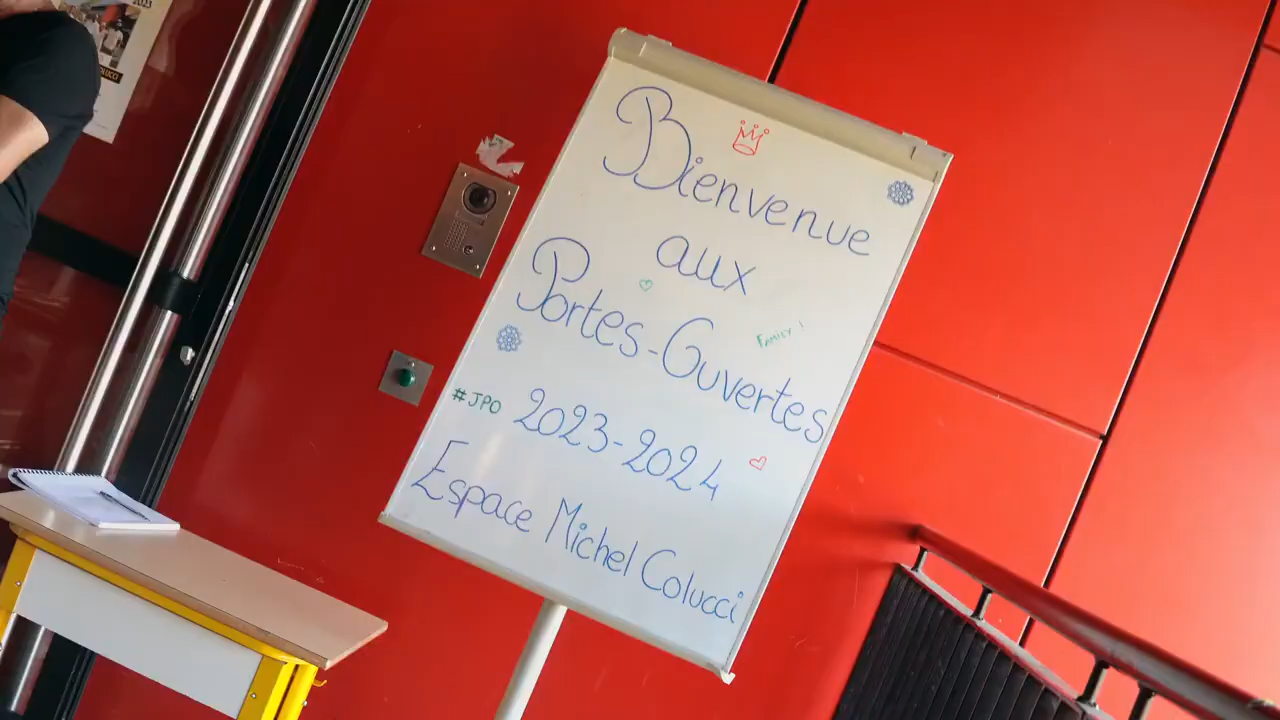 Bienvenue
aux
Portes-Ouvertes
FAMILY !
#JPO 2023-2024
Espace Michel Colucci